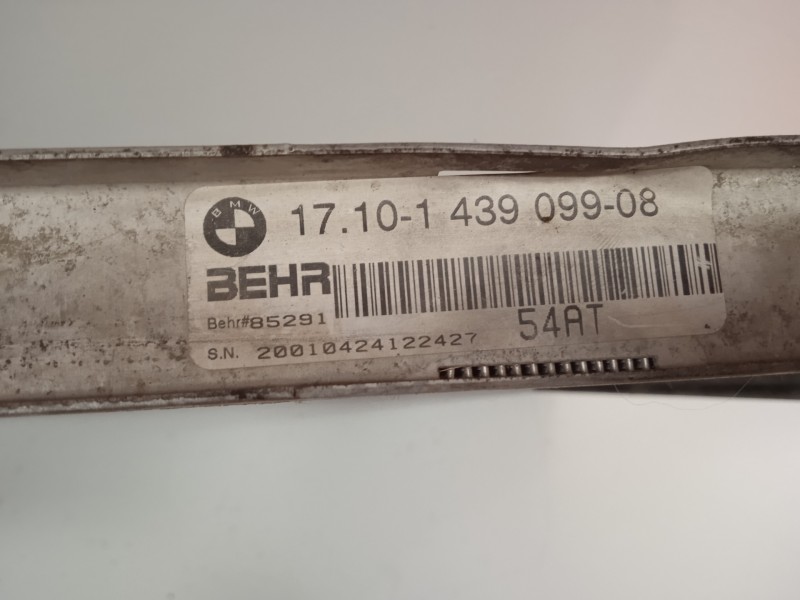 BMW 17.10-1 439 099-08
BEHR
Behr#85291
54AT
S.N. 20010424122427